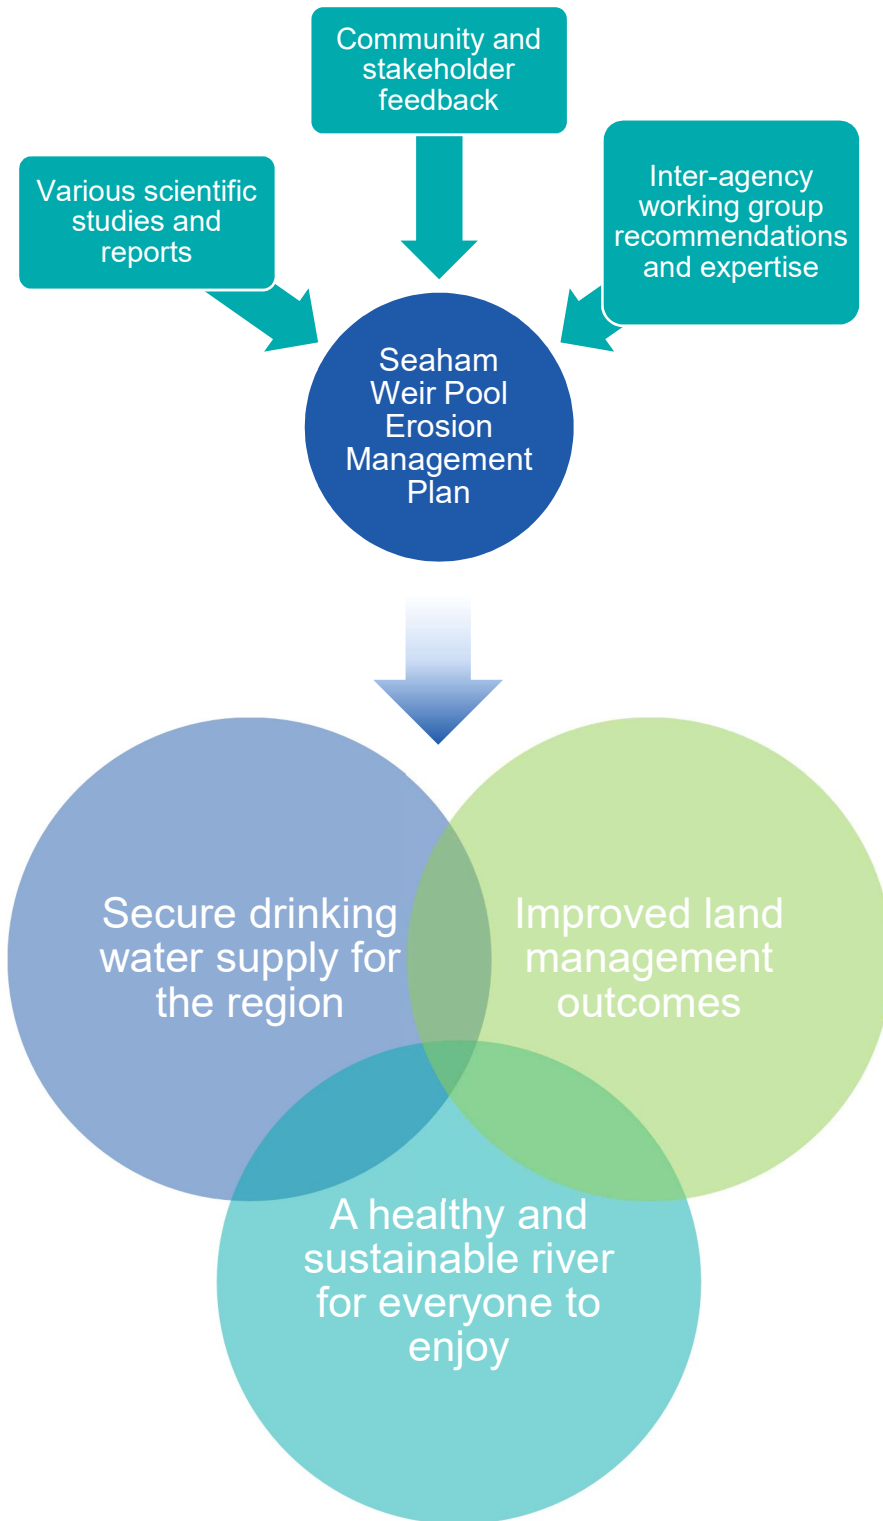 Community and
stakeholder
feedback
Various scientific
studies and
reports
Inter-agency
working group
recommendations
and expertise
Seaham
Weir Pool
Erosion
Management
Plan
Secure drinking
water supply for
the region
Improved land
management
outcomes
A healthy and
sustainable river
for everyone to
enjoy